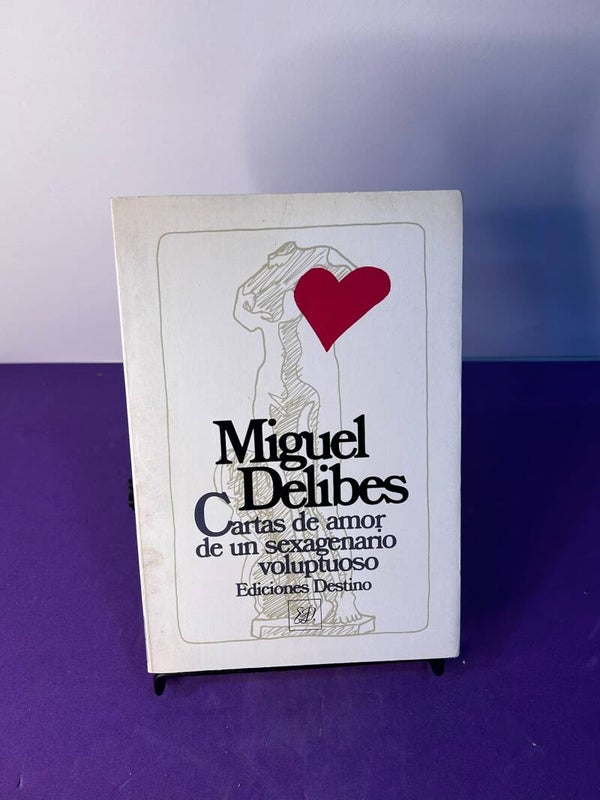 Miguel
Delibes
Cartas de amor
de un sexagenario
voluptuoso
Ediciones Destino